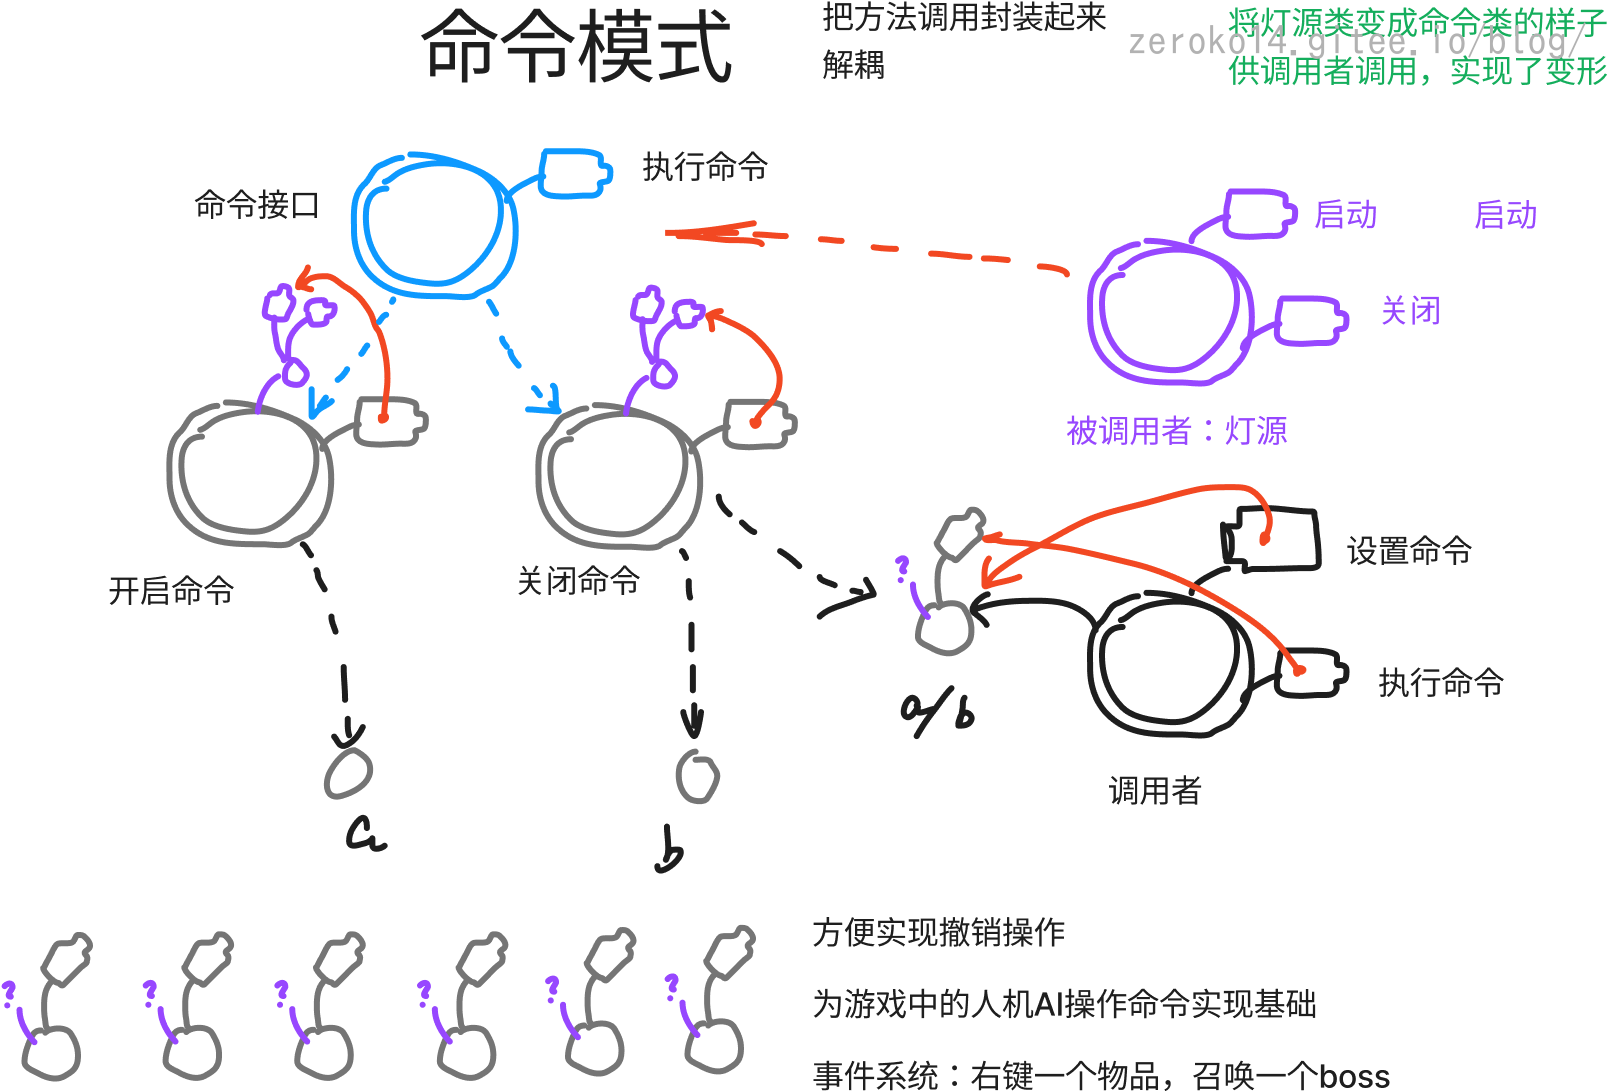 命令模式
把方法调用封装起来
解耦
将灯源类变成命令类的样子
zeroko14.gitee.io/blog/
供调用者调用，实现了变形
执行命令
命令接口
启动
启动
关闭
被调用者：灯源
开启命令
关闭命令
设置命令
?
执行命令
a/b
调用者
a
b
方便实现撤销操作
为游戏中的人机AI操作命令实现基础
事件系统：右键一个物品，召唤一个boss
? ? ? ? ? ?